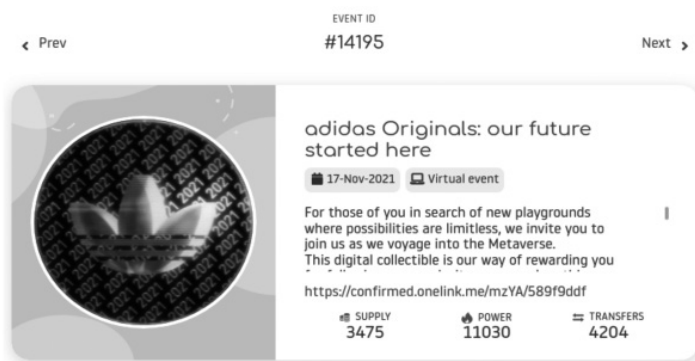 EVENT ID
Prev
#14195
Next
adidas Originals: our future
started here
17-Nov-2021
Virtual event
For those of you in search of new playgrounds
where possibilities are limitless, we invite you to
join us as we voyage into the Metaverse.
This digital collectible is our way of rewarding you
https://confirmed.onelink.me/mzYA/589f9ddf
SUPPLY
3475
POWER
11030
TRANSFERS
4204
2021 2021 2021